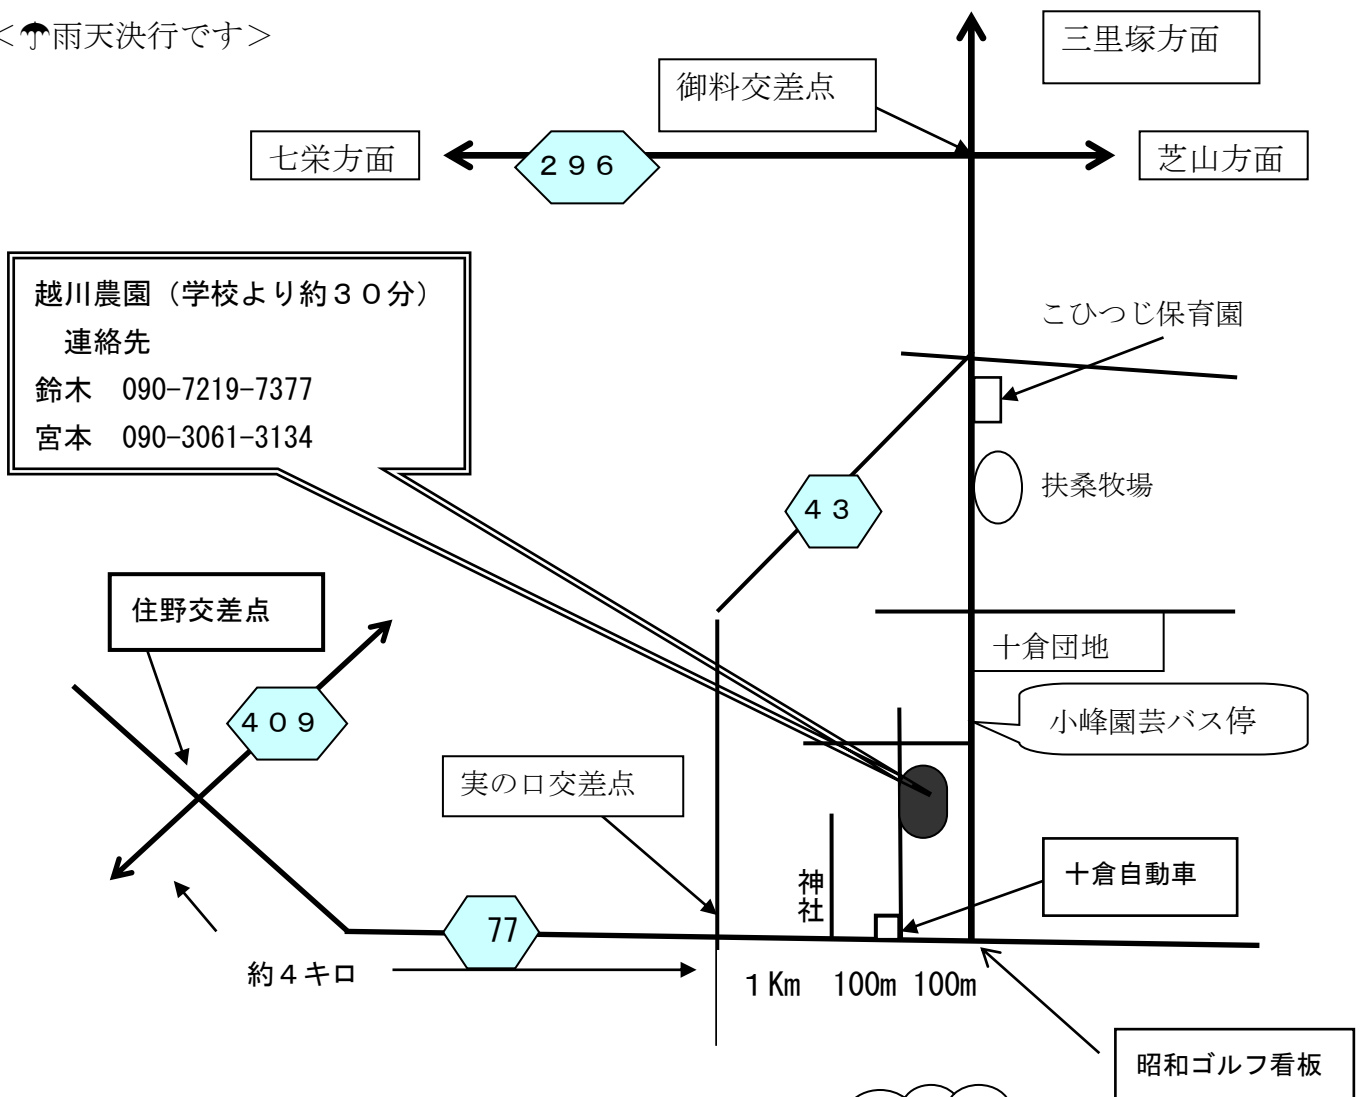 ＜☂雨天決行です＞
三里塚方面
御料交差点
七栄方面
２９６
芝山方面
越川農園（学校より約３０分）
連絡先
鈴木　090-7219-7377
宮本　090-3061-3134
こひつじ保育園
４３
扶桑牧場
住野交差点
十倉団地
４０９
小峰園芸バス停
実の口交差点
神社
十倉自動車
77
約４キロ
１Km　100m 100m
昭和ゴルフ看板